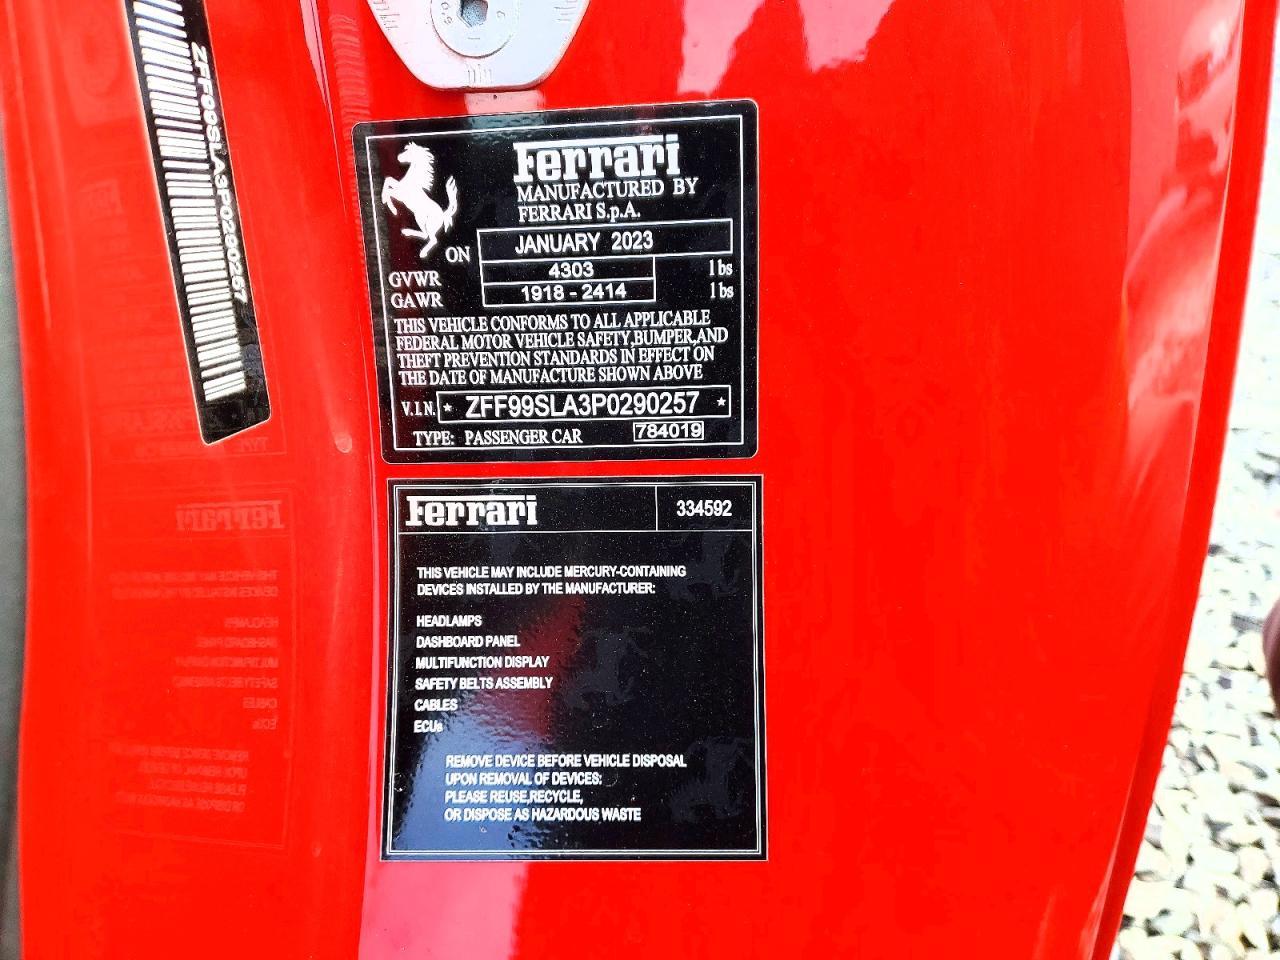 ZFF99SLA3P0290257
Ferrari
MANUFACTURED BY
FERRARI S.p.A.
ON JANUARY 2023
GVWR 4303 lbs
GAWR 1918 - 2414 lbs
THIS VEHICLE CONFORMS TO ALL APPLICABLE
FEDERAL MOTOR VEHICLE SAFETY,BUMPER,AND
THEFT PREVENTION STANDARDS IN EFFECT ON
THE DATE OF MANUFACTURE SHOWN ABOVE
V.I.N. * ZFF99SLA3P0290257 *
TYPE: PASSENGER CAR 784019
Ferrari 334592
THIS VEHICLE MAY INCLUDE MERCURY-CONTAINING
DEVICES INSTALLED BY THE MANUFACTURER:
HEADLAMPS
DASHBOARD PANEL
MULTIFUNCTION DISPLAY
SAFETY BELTS ASSEMBLY
CABLES
ECUs
REMOVE DEVICE BEFORE VEHICLE DISPOSAL
UPON REMOVAL OF DEVICES:
PLEASE REUSE,RECYCLE,
OR DISPOSE AS HAZARDOUS WASTE